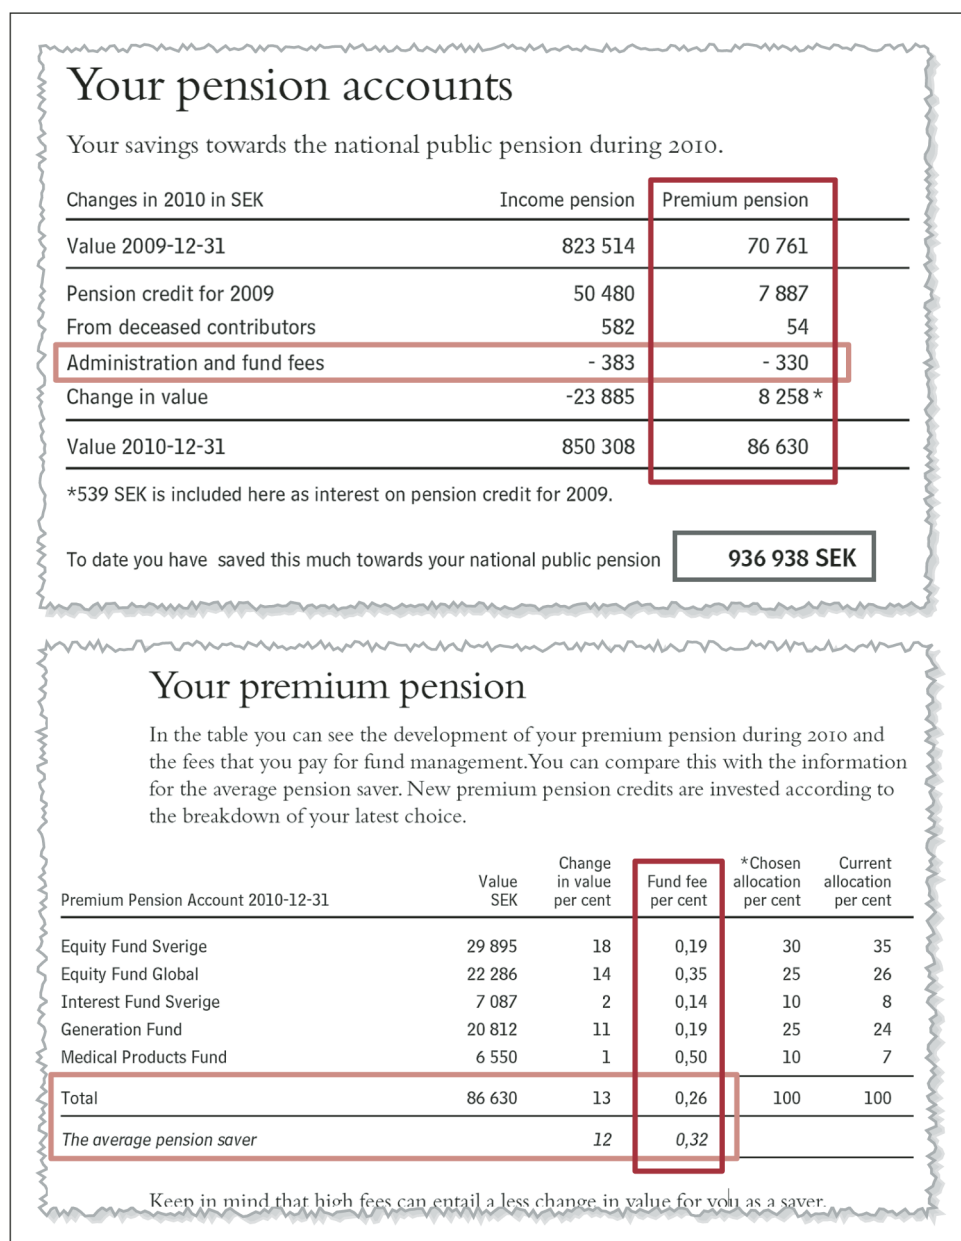 Your pension accounts
Your savings towards the national public pension during 2010.
Changes in 2010 in SEK Income pension Premium pension
Value 2009-12-31 823 514 70 761
Pension credit for 2009 50 480 7 887
From deceased contributors 582 54
Administration and fund fees - 383 - 330
Change in value -23 885 8 258 *
Value 2010-12-31 850 308 86 630
*539 SEK is included here as interest on pension credit for 2009.
To date you have saved this much towards your national public pension 936 938 SEK
Your premium pension
In the table you can see the development of your premium pension during 2010 and
the fees that you pay for fund management.You can compare this with the information
for the average pension saver. New premium pension credits are invested according to
the breakdown of your latest choice.
Change *Chosen Current
Value in value Fund fee allocation allocation
Premium Pension Account 2010-12-31 SEK per cent per cent per cent per cent
Equity Fund Sverige 29 895 18 0,19 30 35
Equity Fund Global 22 286 14 0,35 25 26
Interest Fund Sverige 7 087 2 0,14 10 8
Generation Fund 20 812 11 0,19 25 24
Medical Products Fund 6 550 1 0,50 10 7
Total 86 630 13 0,26 100 100
The average pension saver 12 0,32
Keep in mind that high fees can entail a less change in value for you as a saver.